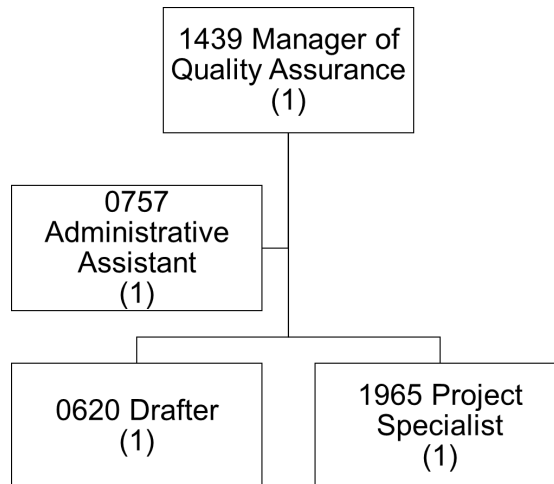 1439 Manager of
Quality Assurance
(1)
0757
Administrative
Assistant
(1)
0620 Drafter
(1)
1965 Project
Specialist
(1)